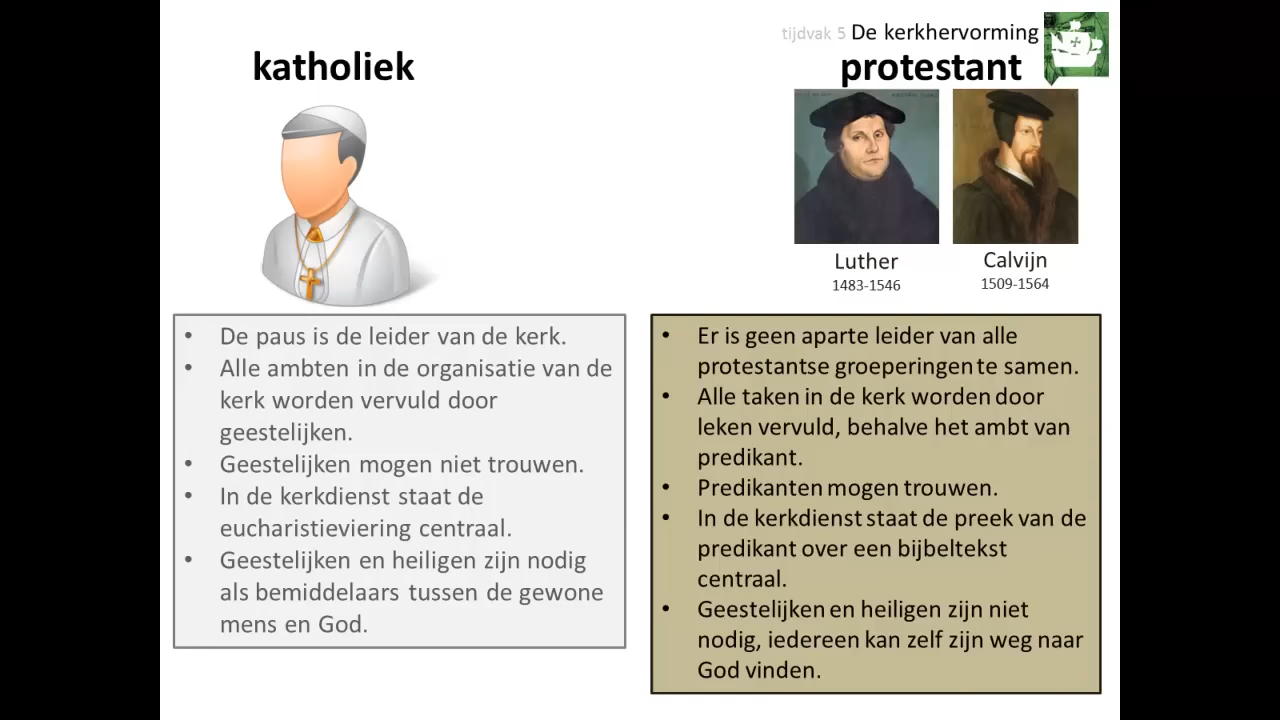 tijdvak 5 De kerkhervorming
katholiek
protestant
Luther
1483-1546
Calvijn
1509-1564
• De paus is de leider van de kerk.
• Alle ambten in de organisatie van de
kerk worden vervuld door
geestelijken.
• Geestelijken mogen niet trouwen.
• In de kerkdienst staat de
eucharistieviering centraal.
• Geestelijken en heiligen zijn nodig
als bemiddelaars tussen de gewone
mens en God.
• Er is geen aparte leider van alle
protestantse groeperingen te samen.
• Alle taken in de kerk worden door
leken vervuld, behalve het ambt van
predikant.
• Predikanten mogen trouwen.
• In de kerkdienst staat de preek van de
predikant over een bijbeltekst
centraal.
• Geestelijken en heiligen zijn niet
nodig, iedereen kan zelf zijn weg naar
God vinden.